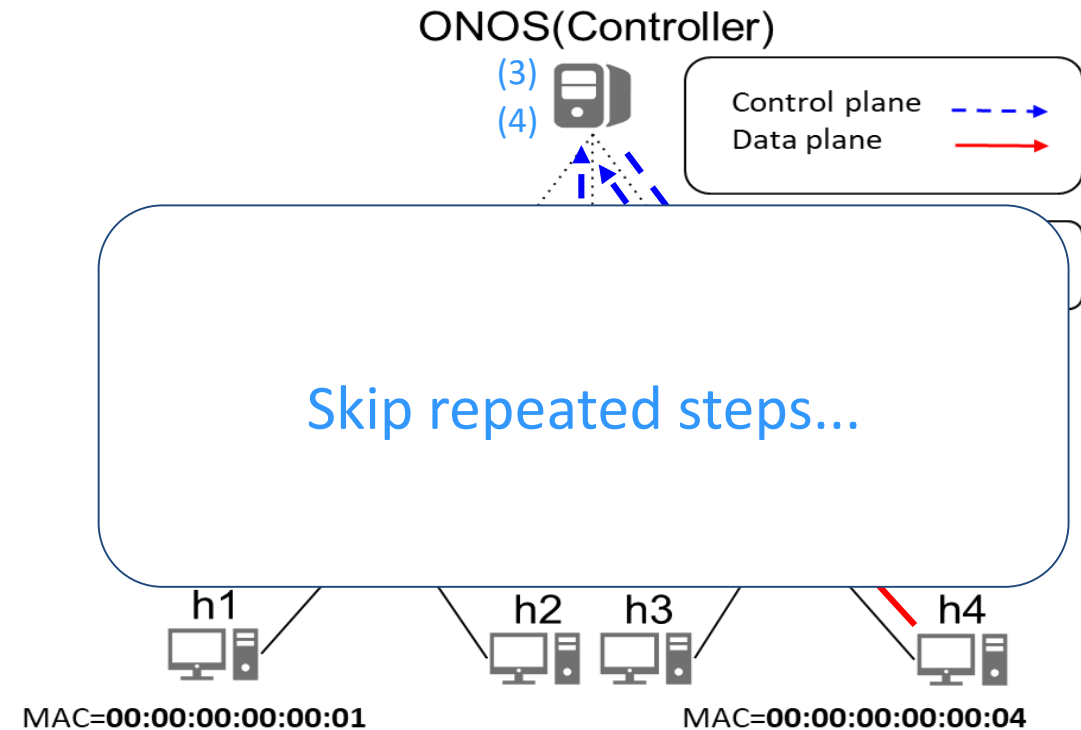 ONOS(Controller)
(3)
(4)
Control plane
Data plane
Skip repeated steps...
h1
h2
h3
h4
MAC=00:00:00:00:00:01
MAC=00:00:00:00:00:04